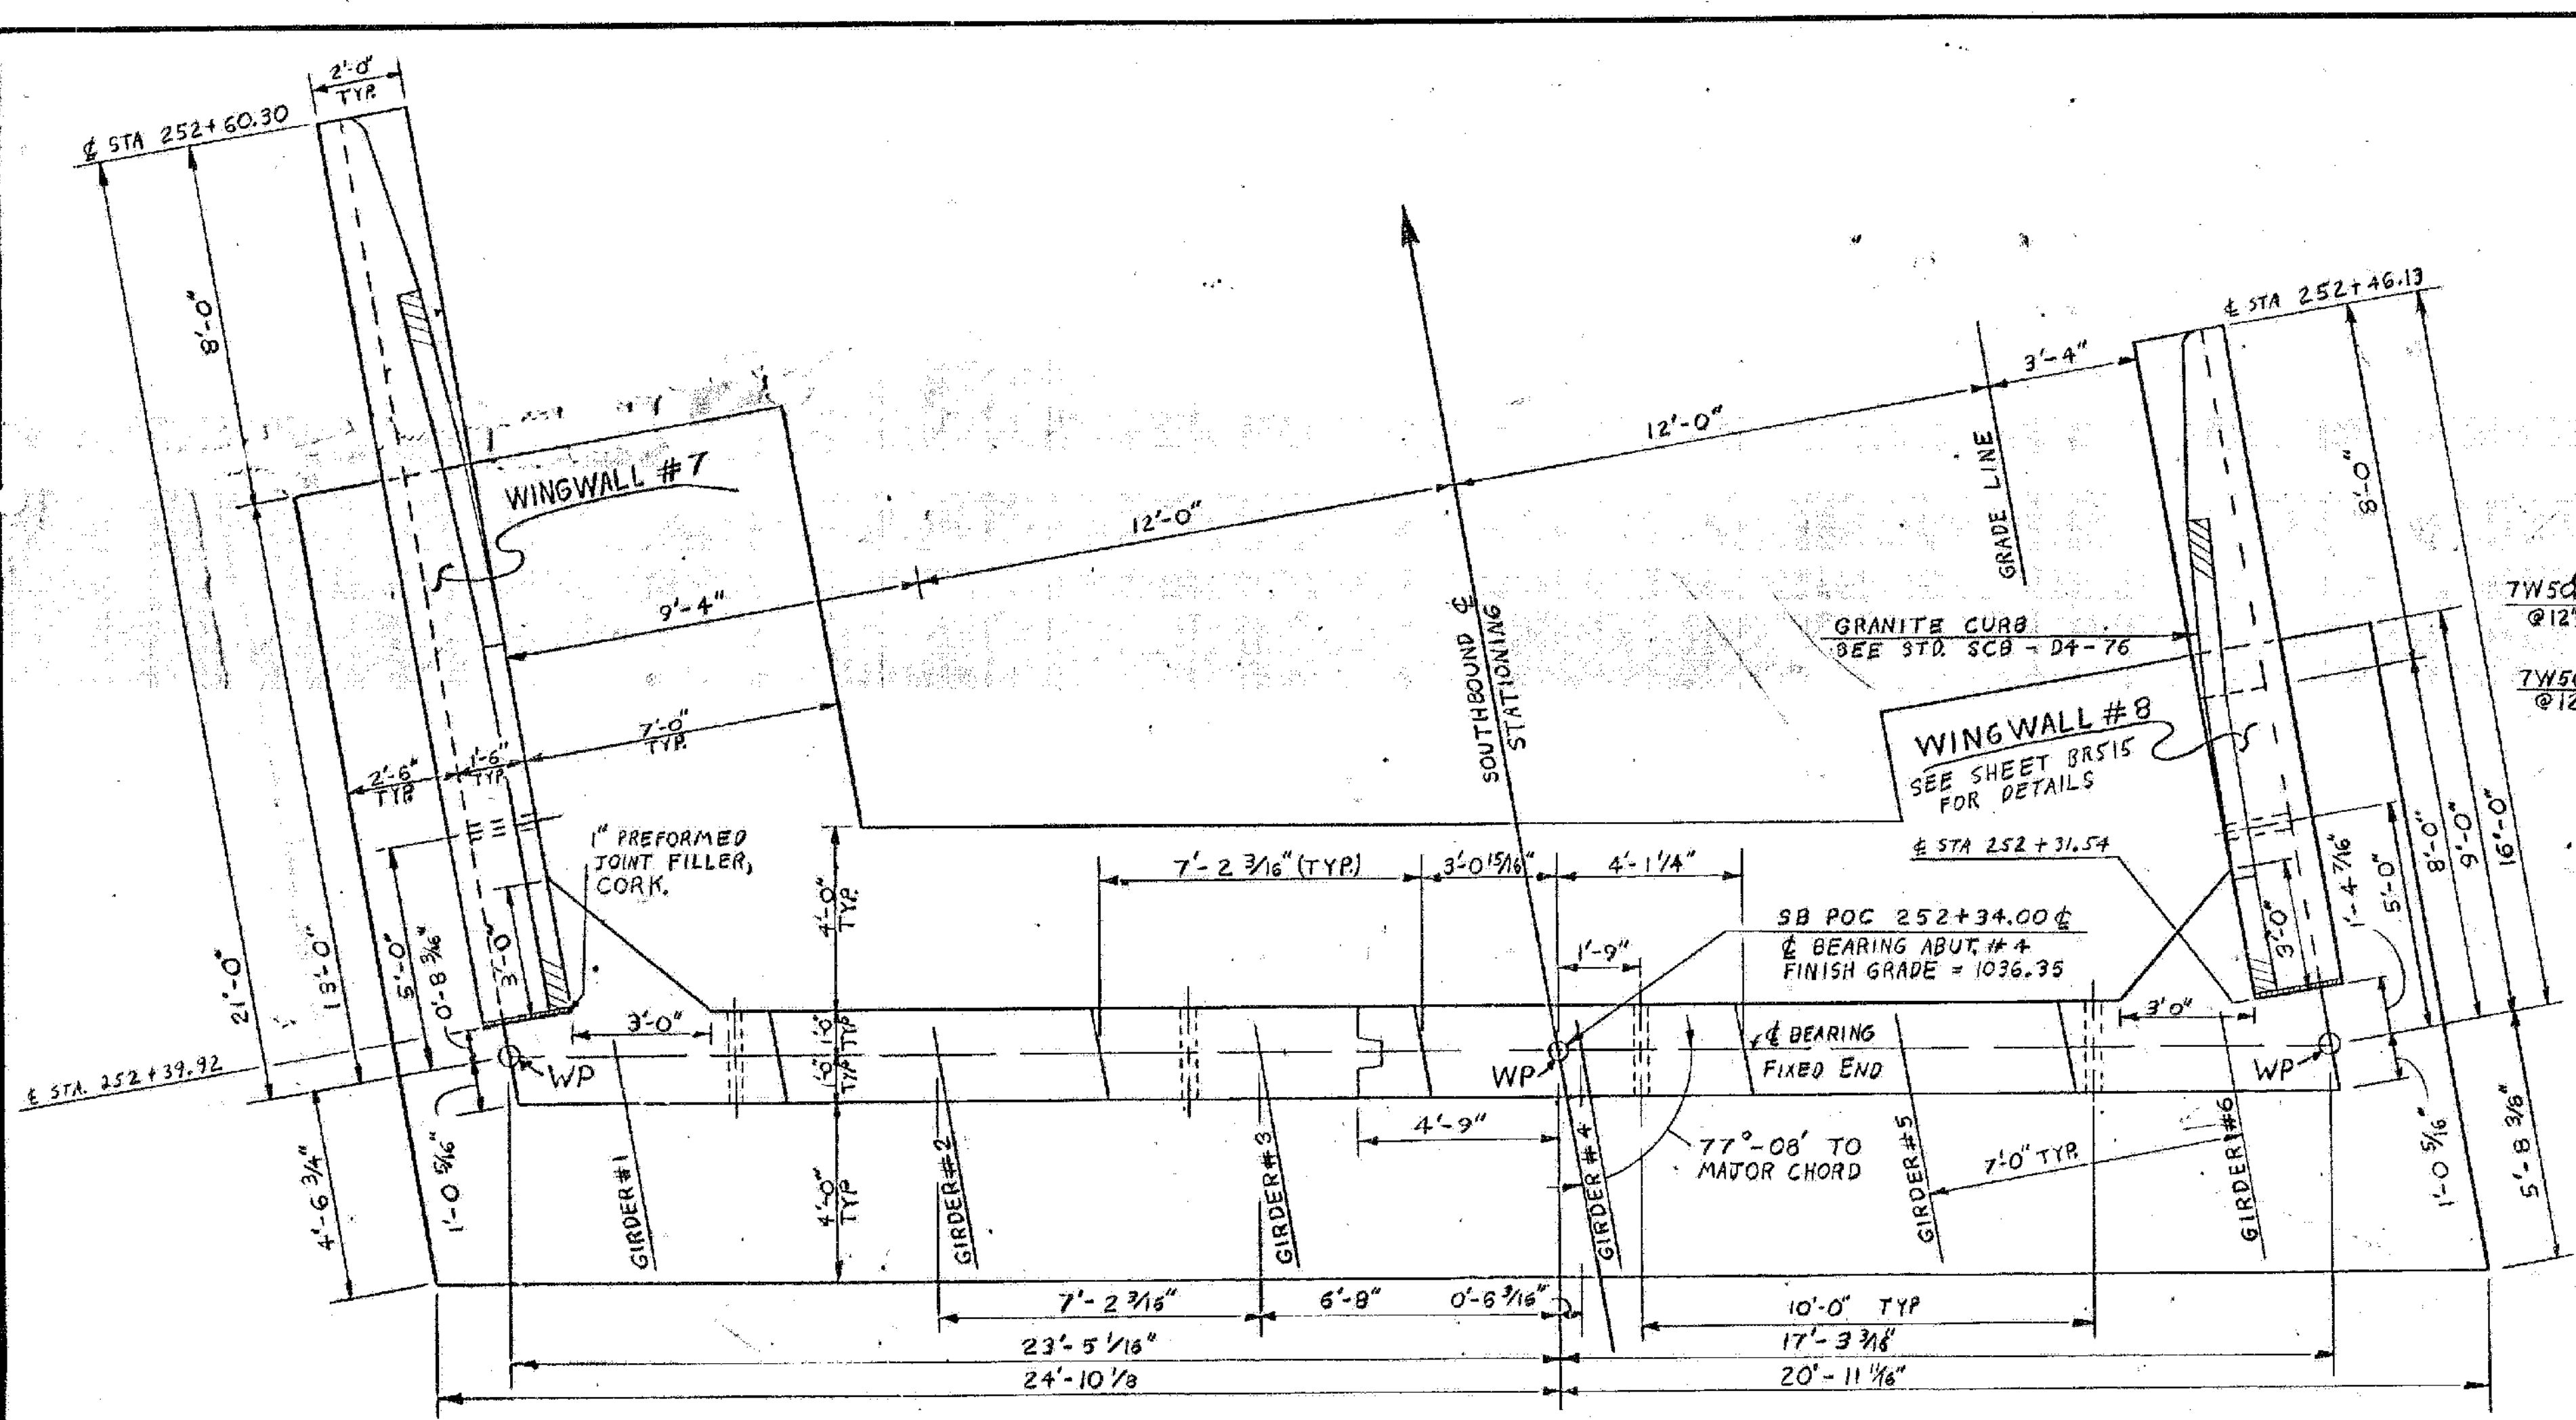 2'-0"
TYP.
℄ STA 252+60.30
8'-0"
WINGWALL #7
12'-0"
12'-0"
3'-4"
℄ STA 252+46.13
8'-0"
GRADE LINE
9'-4"
7'-0"
TYP.
2'-6"
TYP.
1'-6"
TYP.
SOUTHBOUND ℄
STATIONING
GRANITE CURB
SEE STD. SCB - D4-76
7W50
@12"
7W50
@12
WINGWALL #8
SEE SHEET BR515
FOR DETAILS
1" PREFORMED
JOINT FILLER,
CORK.
℄ STA 252+31.54
4'-0"
TYP.
7'-2 3/16" (TYP.)
3'-0 15/16"
4'-1 1/4"
SB POC 252+34.00 ℄
℄ BEARING ABUT. #4
FINISH GRADE = 1036.35
1'-9"
21'-0"
13'-0"
5'-0"
0'-8 3/16"
3'-0"
3'-0"
1'-0"
TYP
1'-0"
TYP
℄ BEARING
FIXED END
3'0"
3'-0"
1'-4 7/16"
5'-0"
8'-0"
9'-0"
16'-0"
℄ STA. 252+39.92
WP
WP
WP
4'-9"
77°-08' TO
MAJOR CHORD
4'-6 3/4"
1'-0 5/16"
GIRDER #1
4'-0"
TYP
GIRDER #2
GIRDER #3
GIRDER #4
GIRDER #5
7'-0" TYP.
GIRDER #6
1'-0 5/16"
5'-8 3/8"
7'-2 3/16"
6'-8"
0'-6 3/16"
10'-0" TYP
23'-5 1/16"
17'-3 3/16"
24'-10 1/8
20'-11 11/16"